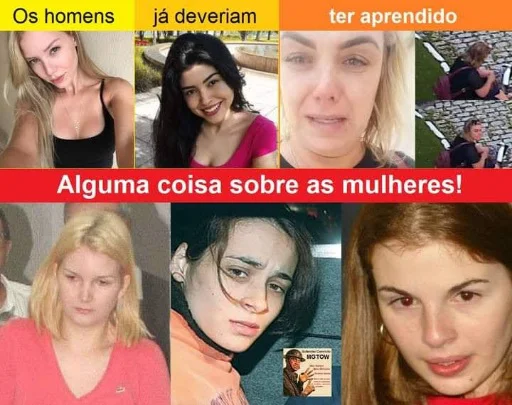 Os homens
já deveriam
ter aprendido
Alguma coisa sobre as mulheres!
MGTOW